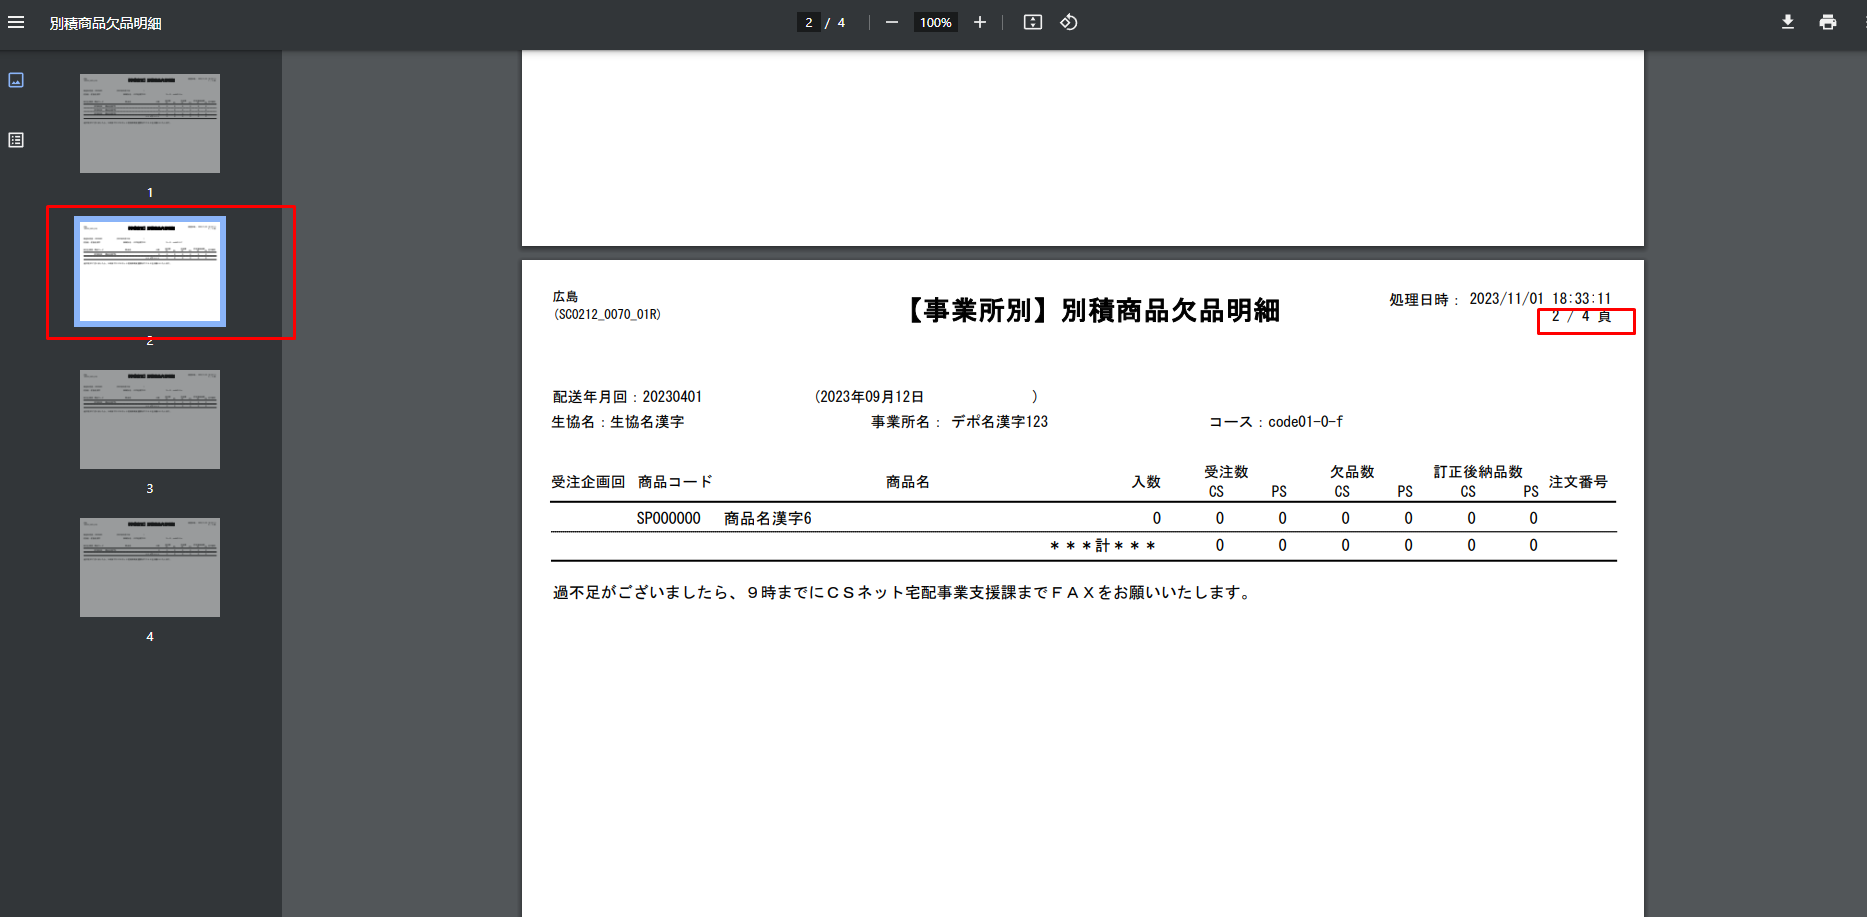 別積商品欠品明細
2 / 4
100%
1
2
3
4
広島
(SC0212_0070_01R)
【事業所別】別積商品欠品明細
処理日時： 2023/11/01 18:33:11
2 / 4 頁
配送年月回：20230401 (2023年09月12日 )
生協名：生協名漢字 事業所名： デポ名漢字123 コース：code01-0-f
受注企画回 商品コード 商品名 入数 受注数 欠品数 訂正後納品数 注文番号
CS PS CS PS CS PS
SP000000 商品名漢字6 0 0 0 0 0 0 0
＊＊＊計＊＊＊ 0 0 0 0 0 0
過不足がございましたら、９時までにＣＳネット宅配事業支援課までＦＡＸをお願いいたします。